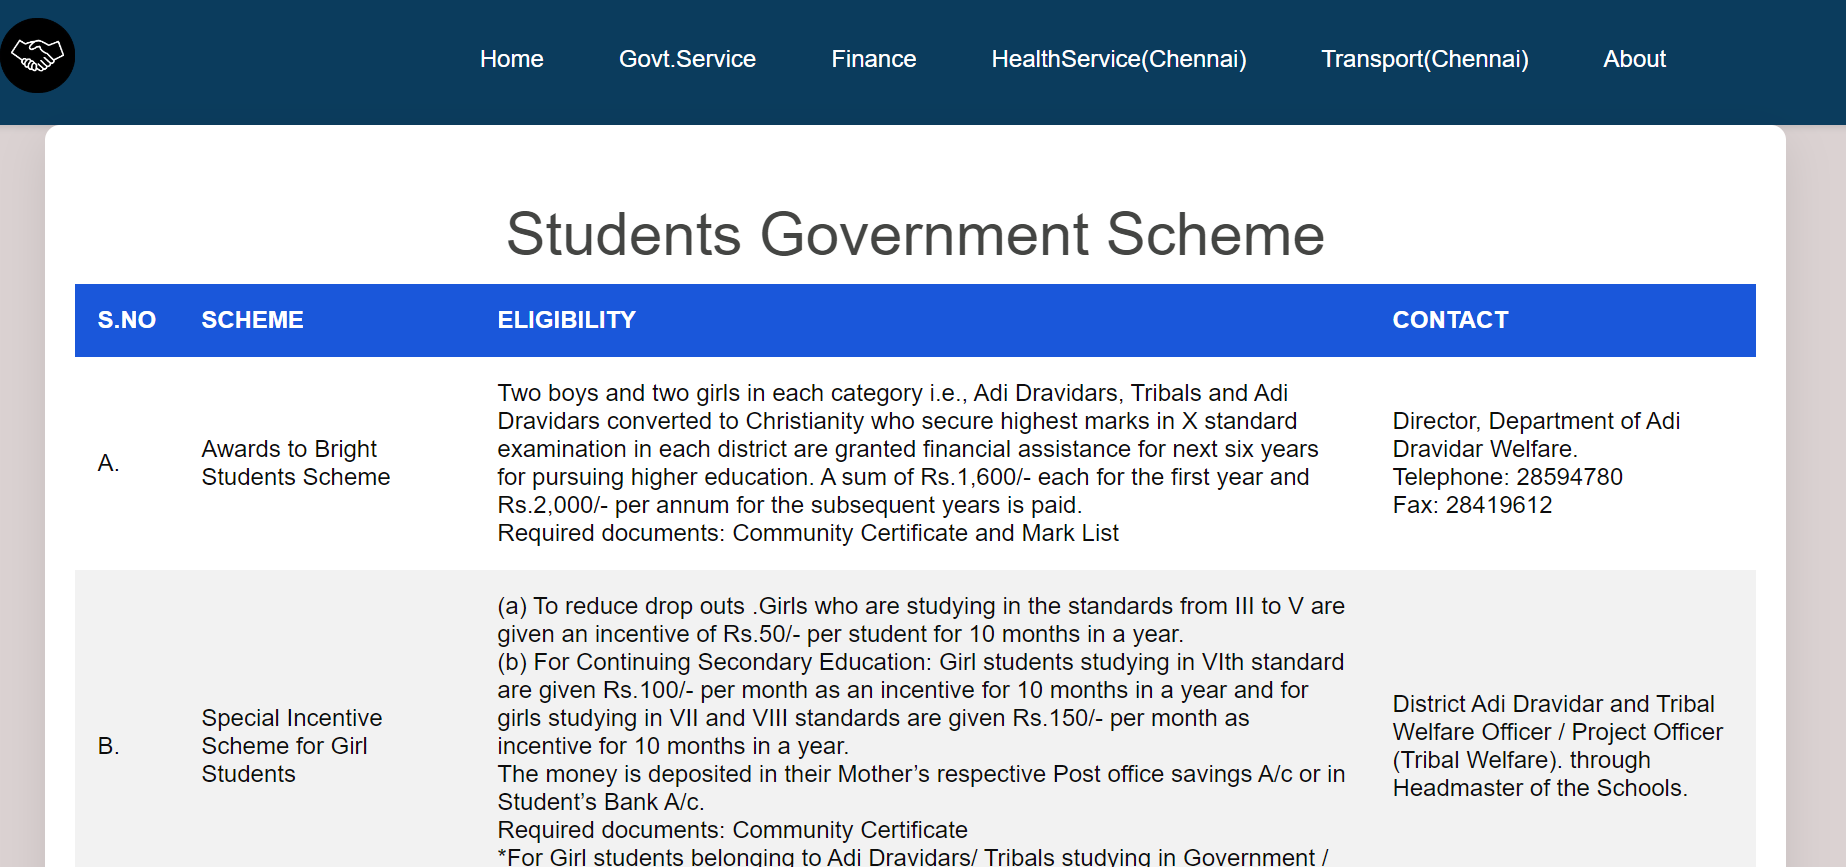 Home Govt.Service Finance HealthService(Chennai) Transport(Chennai) About
Students Government Scheme
S.NO SCHEME ELIGIBILITY CONTACT
A.
Awards to Bright
Students Scheme
Two boys and two girls in each category i.e., Adi Dravidars, Tribals and Adi
Dravidars converted to Christianity who secure highest marks in X standard
examination in each district are granted financial assistance for next six years
for pursuing higher education. A sum of Rs.1,600/- each for the first year and
Rs.2,000/- per annum for the subsequent years is paid.
Required documents: Community Certificate and Mark List
Director, Department of Adi
Dravidar Welfare.
Telephone: 28594780
Fax: 28419612
B.
Special Incentive
Scheme for Girl
Students
(a) To reduce drop outs .Girls who are studying in the standards from III to V are
given an incentive of Rs.50/- per student for 10 months in a year.
(b) For Continuing Secondary Education: Girl students studying in VIth standard
are given Rs.100/- per month as an incentive for 10 months in a year and for
girls studying in VII and VIII standards are given Rs.150/- per month as
incentive for 10 months in a year.
The money is deposited in their Mother’s respective Post office savings A/c or in
Student’s Bank A/c.
Required documents: Community Certificate
*For Girl students belonging to Adi Dravidars/ Tribals studying in Government /
District Adi Dravidar and Tribal
Welfare Officer / Project Officer
(Tribal Welfare). through
Headmaster of the Schools.